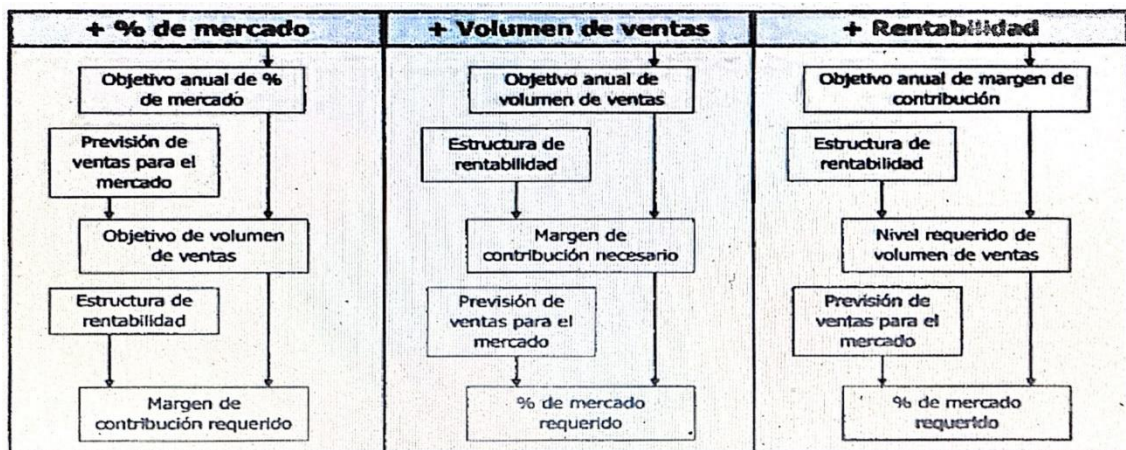 + % de mercado
Objetivo anual de %
de mercado
Previsión de
ventas para el
mercado
Objetivo de volumen
de ventas
Estructura de
rentabilidad
Margen de
contribución requerido
+ Volumen de ventas
Objetivo anual de
volumen de ventas
Estructura de
rentabilidad
Margen de
contribución necesario
Previsión de
ventas para el
mercado
% de mercado
requerido
+ Rentabilidad
Objetivo anual de margen de
contribución
Estructura de
rentabilidad
Nivel requerido de
volumen de ventas
Previsión de
ventas para el
mercado
% de mercado
requerido